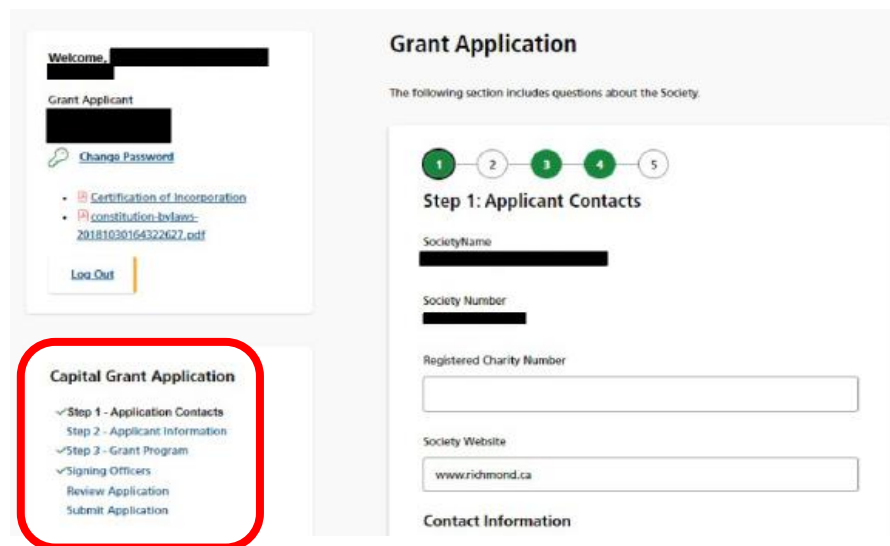 Welcome,
Grant Applicant
Change Password
Certification of Incorporation
constitution-bylaws-
20181030164322627.pdf
Log Out
Capital Grant Application
Step 1 - Application Contacts
Step 2 - Applicant Information
Step 3 - Grant Program
Signing Officers
Review Application
Submit Application
Grant Application
The following section includes questions about the Society.
1 2 3 4 5
Step 1: Applicant Contacts
SocietyName
Society Number
Registered Charity Number
Society Website
www.richmond.ca
Contact Information